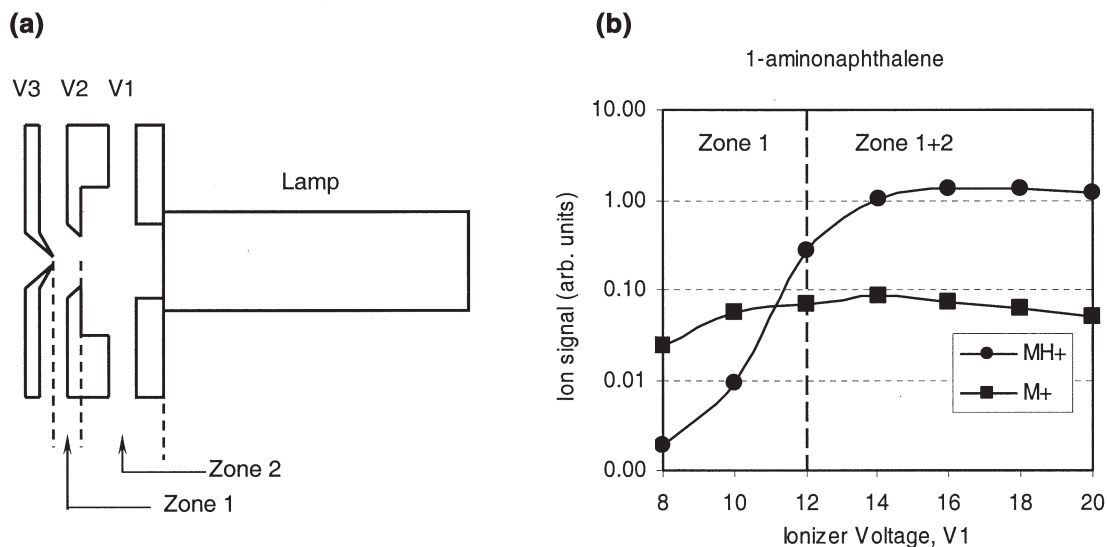 (a)
V3 V2 V1
Lamp
Zone 2
Zone 1
(b)
1-aminonaphthalene
10.00
1.00
0.10
0.01
0.00
Ion signal (arb. units)
Zone 1
Zone 1+2
MH+
M+
8 10 12 14 16 18 20
Ionizer Voltage, V1